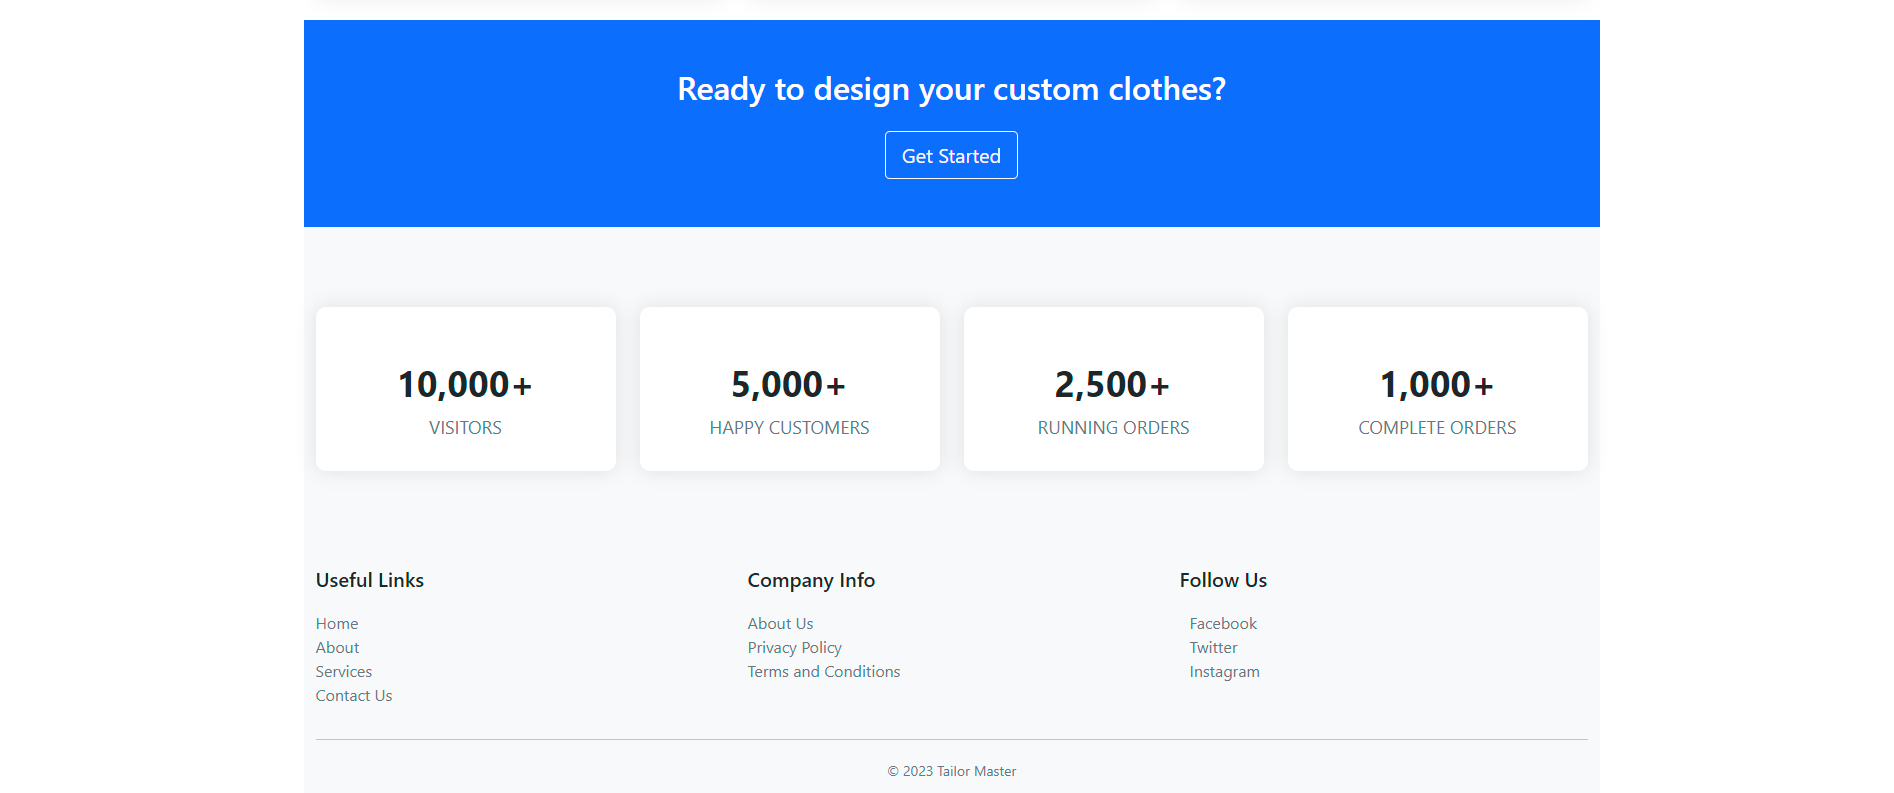 Ready to design your custom clothes?
Get Started
10,000+
VISITORS
5,000+
HAPPY CUSTOMERS
2,500+
RUNNING ORDERS
1,000+
COMPLETE ORDERS
Useful Links
Home
About
Services
Contact Us
Company Info
About Us
Privacy Policy
Terms and Conditions
Follow Us
Facebook
Twitter
Instagram
© 2023 Tailor Master